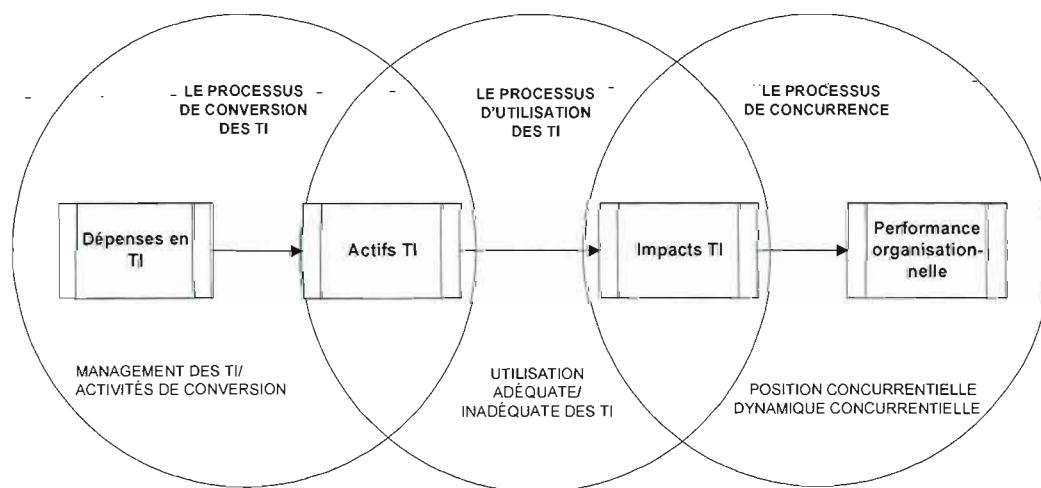 LE PROCESSUS
DE CONVERSION
DES TI
LE PROCESSUS
D'UTILISATION
DES TI
LE PROCESSUS
DE CONCURRENCE
Dépenses en
TI
Actifs TI
Impacts TI
Performance
organisation-
nelle
MANAGEMENT DES TI/
ACTIVITÉS DE CONVERSION
UTILISATION
ADÉQUATE/
INADÉQUATE DES TI
POSITION CONCURRENTIELLE
DYNAMIQUE CONCURRENTIELLE